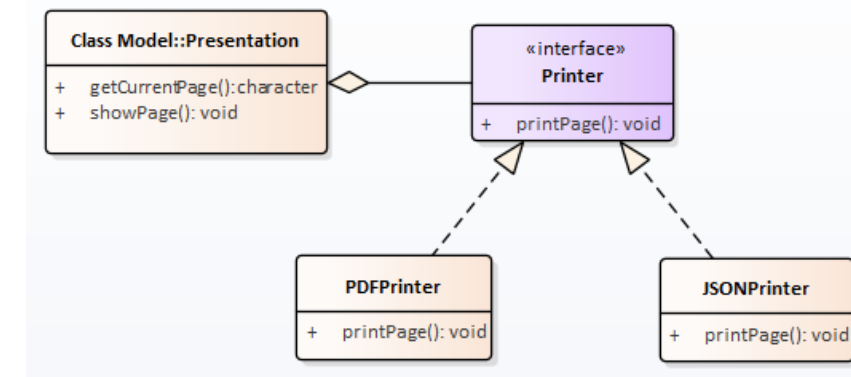 Class Model::Presentation
+ getCurrentPage():character
+ showPage(): void
«interface»
Printer
+ printPage(): void
PDFPrinter
+ printPage(): void
JSONPrinter
+ printPage(): void